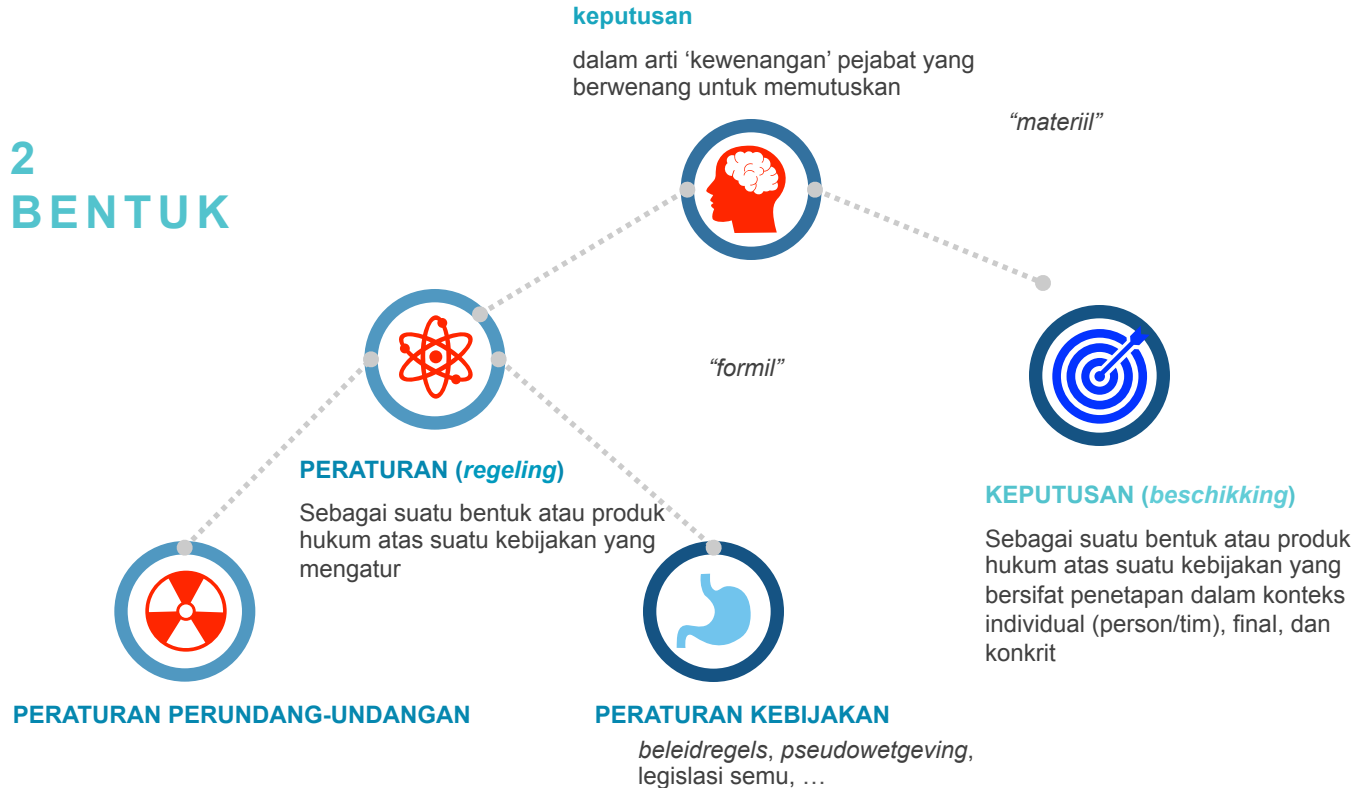 keputusan
dalam arti ‘kewenangan’ pejabat yang
berwenang untuk memutuskan
“materiil”
2
BENTUK
“formil”
PERATURAN (regeling)
Sebagai suatu bentuk atau produk
hukum atas suatu kebijakan yang
mengatur
KEPUTUSAN (beschikking)
Sebagai suatu bentuk atau produk
hukum atas suatu kebijakan yang
bersifat penetapan dalam konteks
individual (person/tim), final, dan
konkrit
PERATURAN PERUNDANG-UNDANGAN
PERATURAN KEBIJAKAN
beleidregels, pseudowetgeving,
legislasi semu, …